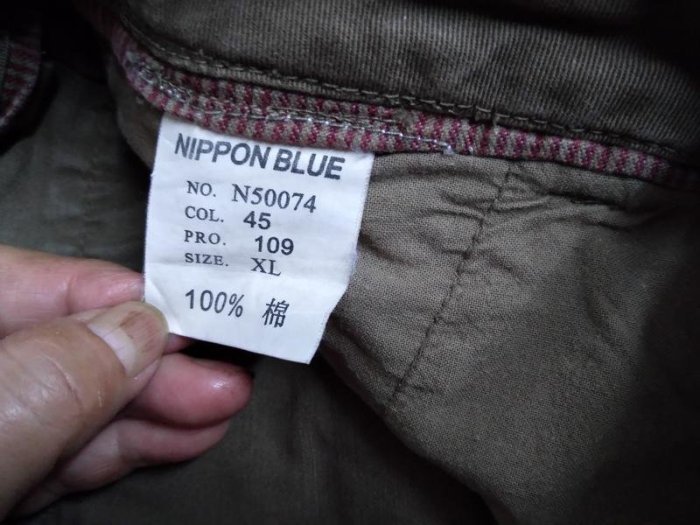 NIPPON BLUE
NO. N50074
COL. 45
PRO. 109
SIZE. XL
100% 棉